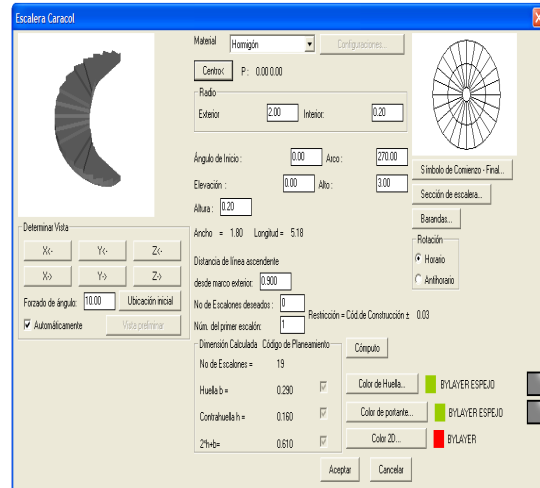 Escalera Caracol
Material Hormigón Configuraciones...
Centro< P : 0.00 0.00
Radio
Exterior 2.00 Interior: 0.20
Ángulo de Inicio : 0.00 Arco : 270.00
Elevación : 0.00 Alto : 3.00
Altura : 0.20
Ancho = 1.80 Longitud = 5.18
Distancia de línea ascendente
desde marco exterior: 0.900
No de Escalones deseados : 0
Núm. del primer escalón: 1
Restricción = Cód.de Construcción ± 0.03
Símbolo de Comienzo - Final...
Sección de escalera...
Barandas...
Rotación
Horario
Antihorario
Determinar Vista
X<- Y<- Z<-
X-> Y-> Z->
Forzado de ángulo: 10.00 Ubicación inicial
Automáticamente Vista preliminar
Dimensión Calculada Código de Planeamiento
No de Escalones = 19
Huella b = 0.290
Contrahuella h = 0.160
2*h+b= 0.610
Cómputo
Color de Huella... BYLAYER ESPEJO
Color de portante... BYLAYER ESPEJO
Color 2D... BYLAYER
Aceptar Cancelar